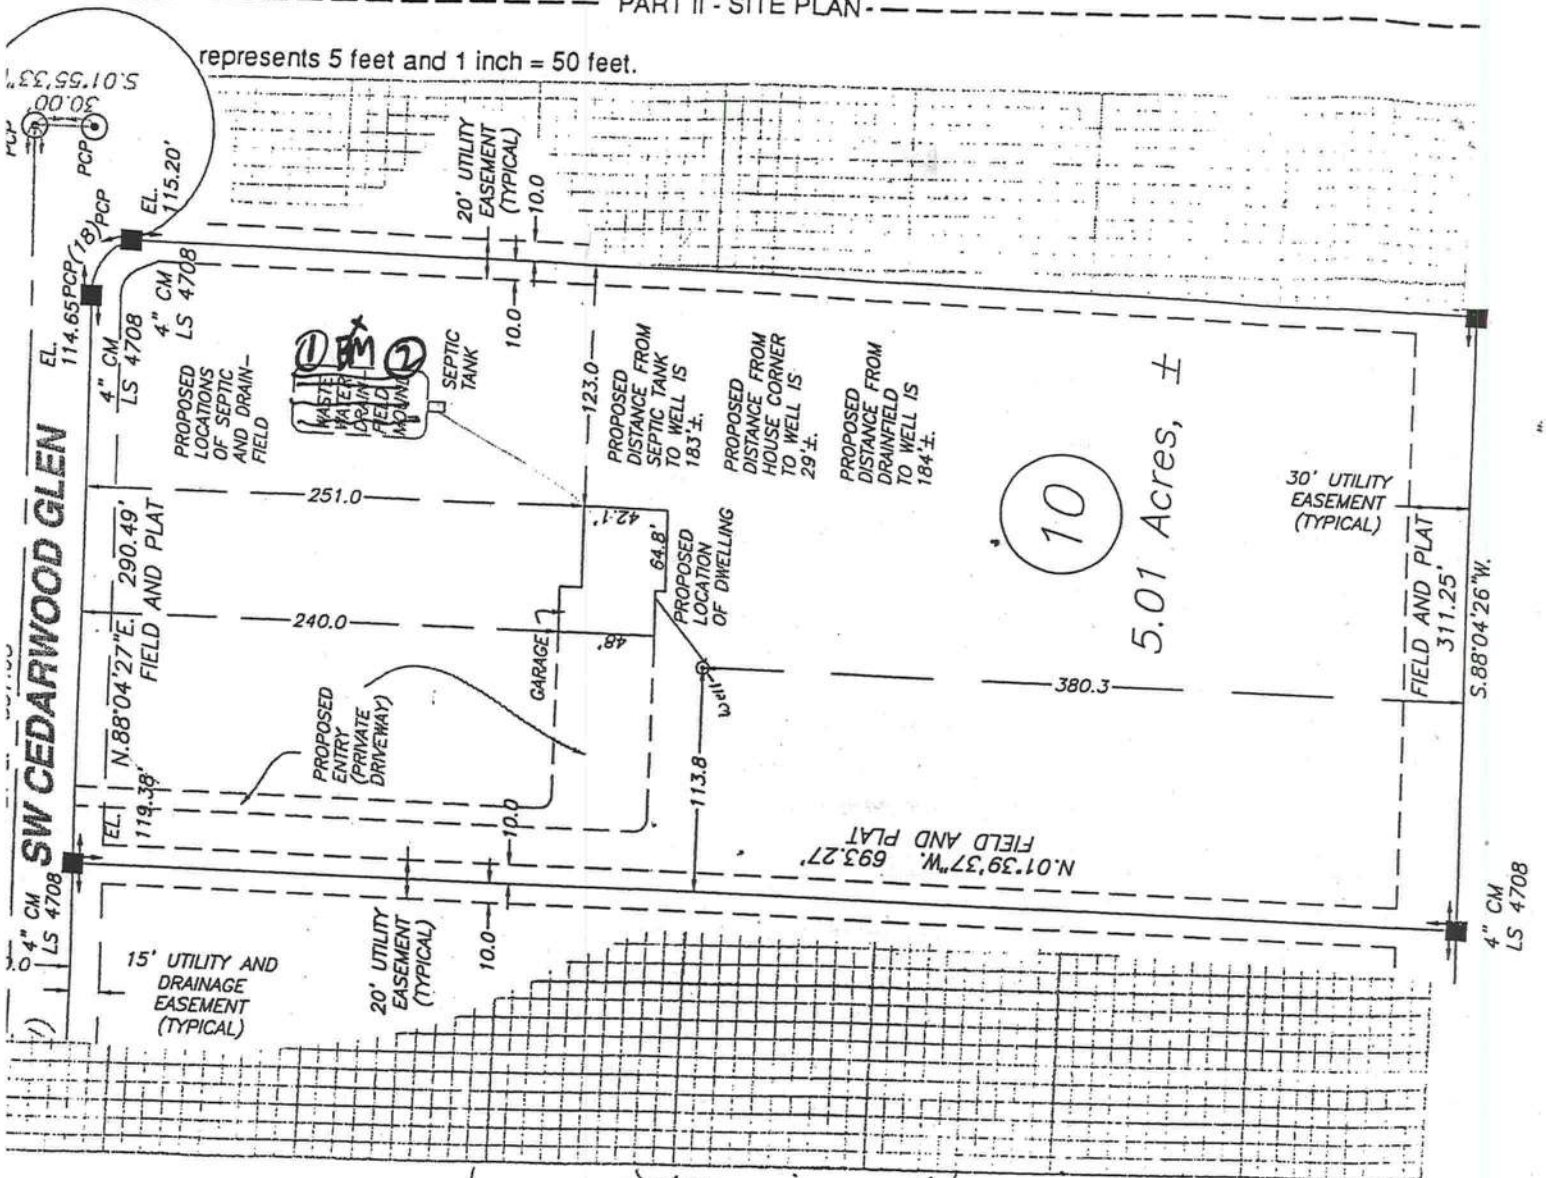 PART II - SITE PLAN
represents 5 feet and 1 inch = 50 feet.
S.01°55'33"
30.00'
PCP
PCP
PCP
(18)
EL.
115.20'
EL.
114.65'
PCP
4" CM
LS 4708
4" CM
LS 4708
20' UTILITY
EASEMENT
(TYPICAL)
10.0
10.0
PROPOSED
LOCATIONS
OF SEPTIC
AND DRAIN-
FIELD
① BM ②
X
WASTE
WATER
DRAIN-
FIELD
MOUND
SEPTIC
TANK
123.0
PROPOSED
DISTANCE FROM
SEPTIC TANK
TO WELL IS
183'±.
PROPOSED
DISTANCE FROM
HOUSE CORNER
TO WELL IS
29'±.
PROPOSED
DISTANCE FROM
DRAINFIELD
TO WELL IS
184'±.
10
5.01 Acres, ±
30' UTILITY
EASEMENT
(TYPICAL)
SW CEDARWOOD GLEN
N.88°04'27"E. 290.49'
FIELD AND PLAT
251.0
240.0
42.1'
64.8'
48'
GARAGE
PROPOSED
LOCATION
OF DWELLING
Well
380.3
113.8
FIELD AND PLAT
311.25'
S.88°04'26"W.
PROPOSED
ENTRY
(PRIVATE
DRIVEWAY)
EL.
119.38'
10.0
N.01°39'37"W. 693.27'
FIELD AND PLAT
4" CM
LS 4708
4" CM
LS 4708
15' UTILITY AND
DRAINAGE
EASEMENT
(TYPICAL)
20' UTILITY
EASEMENT
(TYPICAL)
10.0